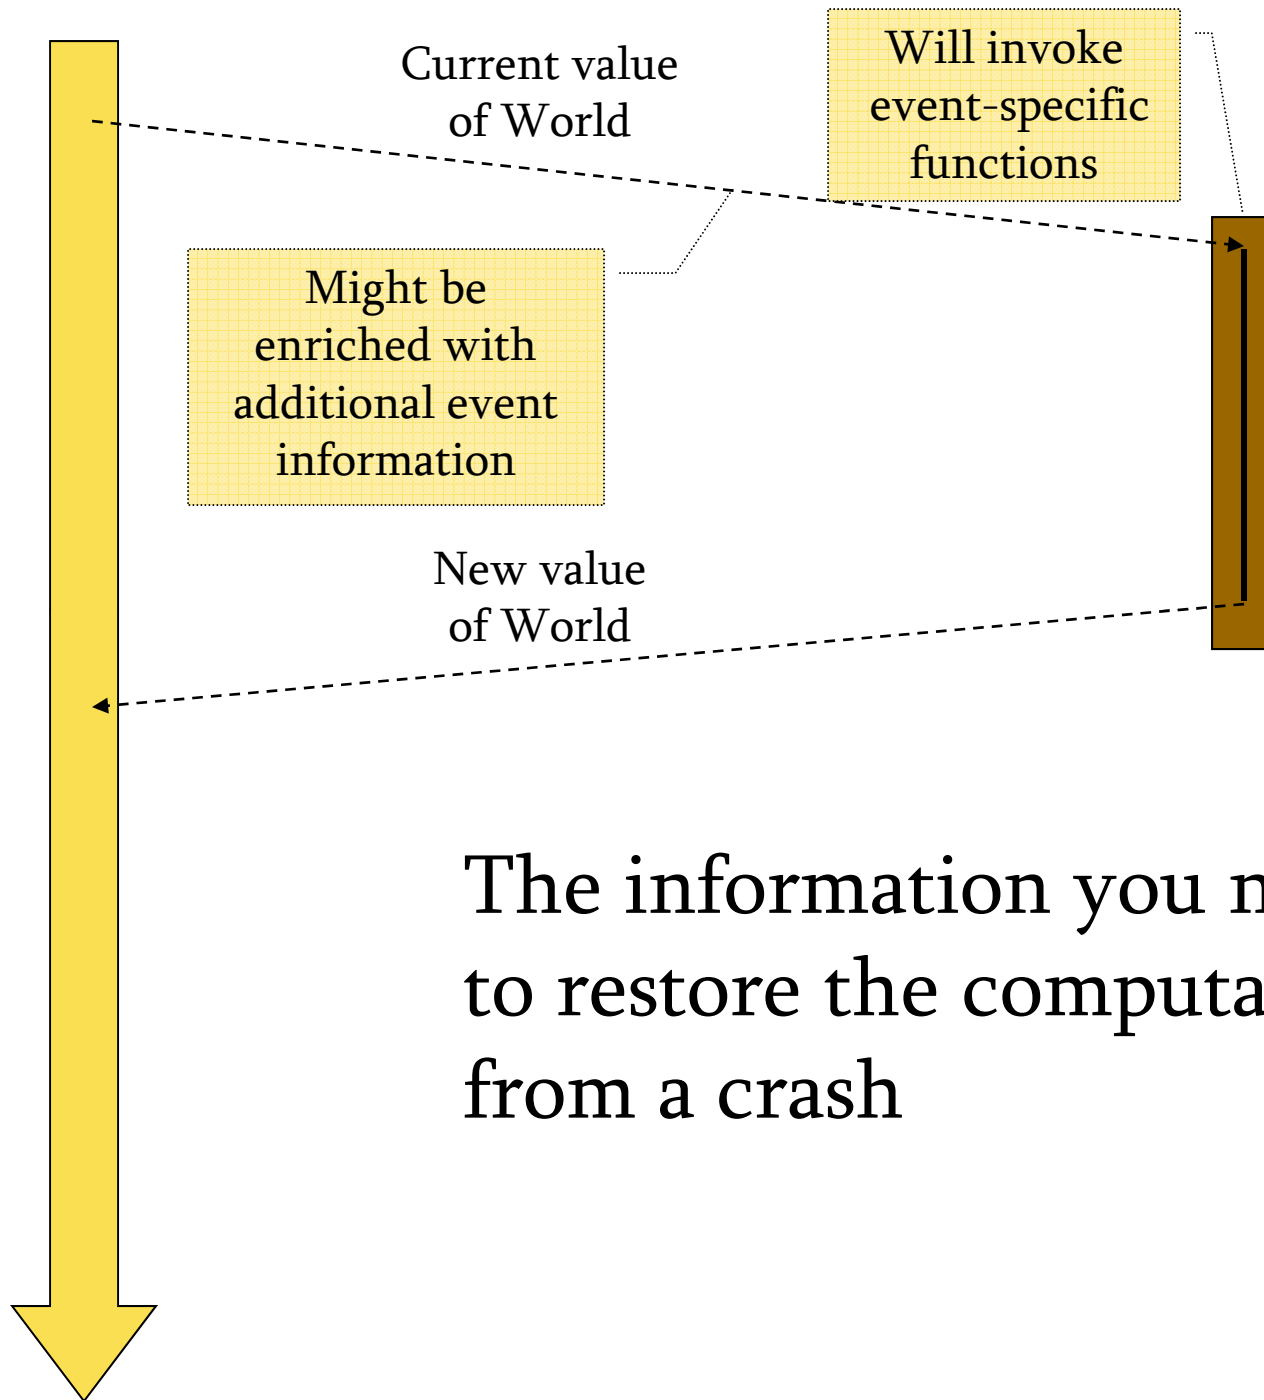 Current value
of World
Will invoke
event-specific
functions
Might be
enriched with
additional event
information
New value
of World
The information you
to restore the
from a crash